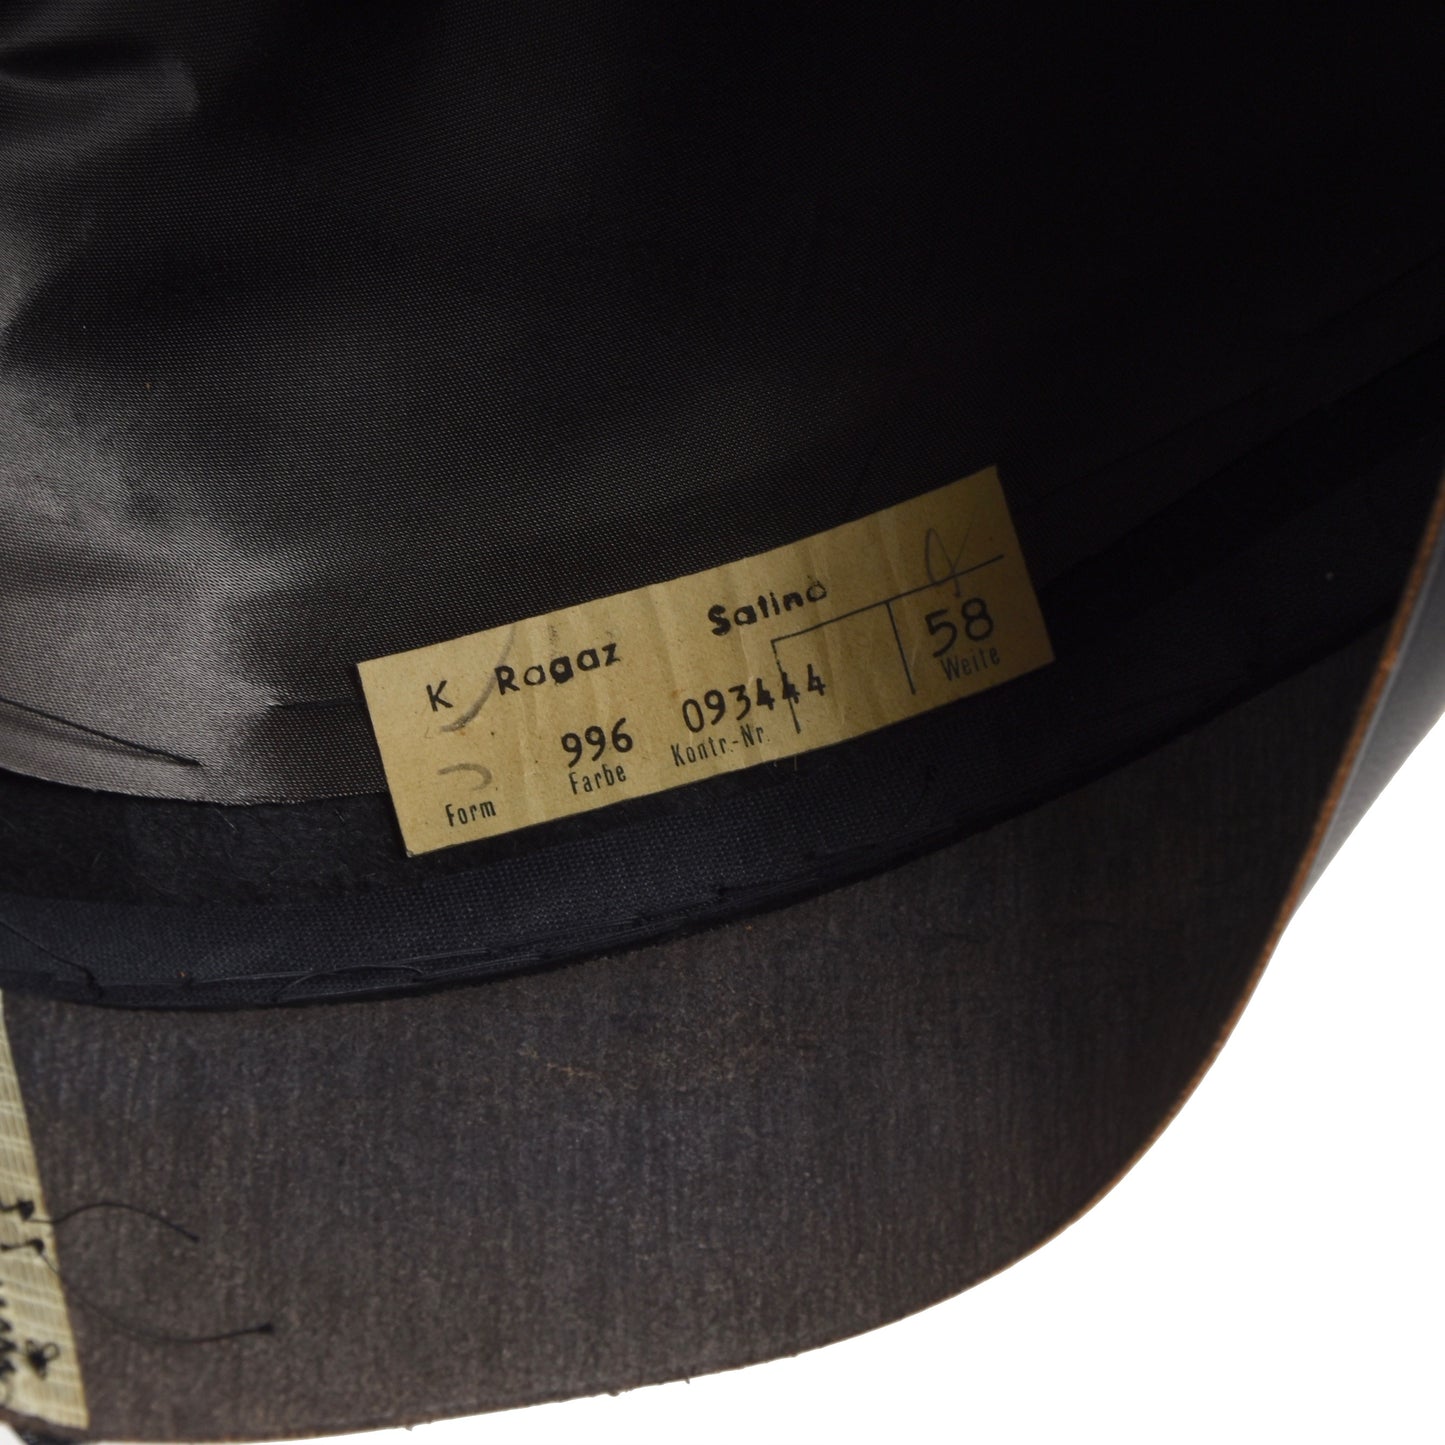 K Ragaz Satino
996 093444 58
Form Farbe Kontr.-Nr. Weite